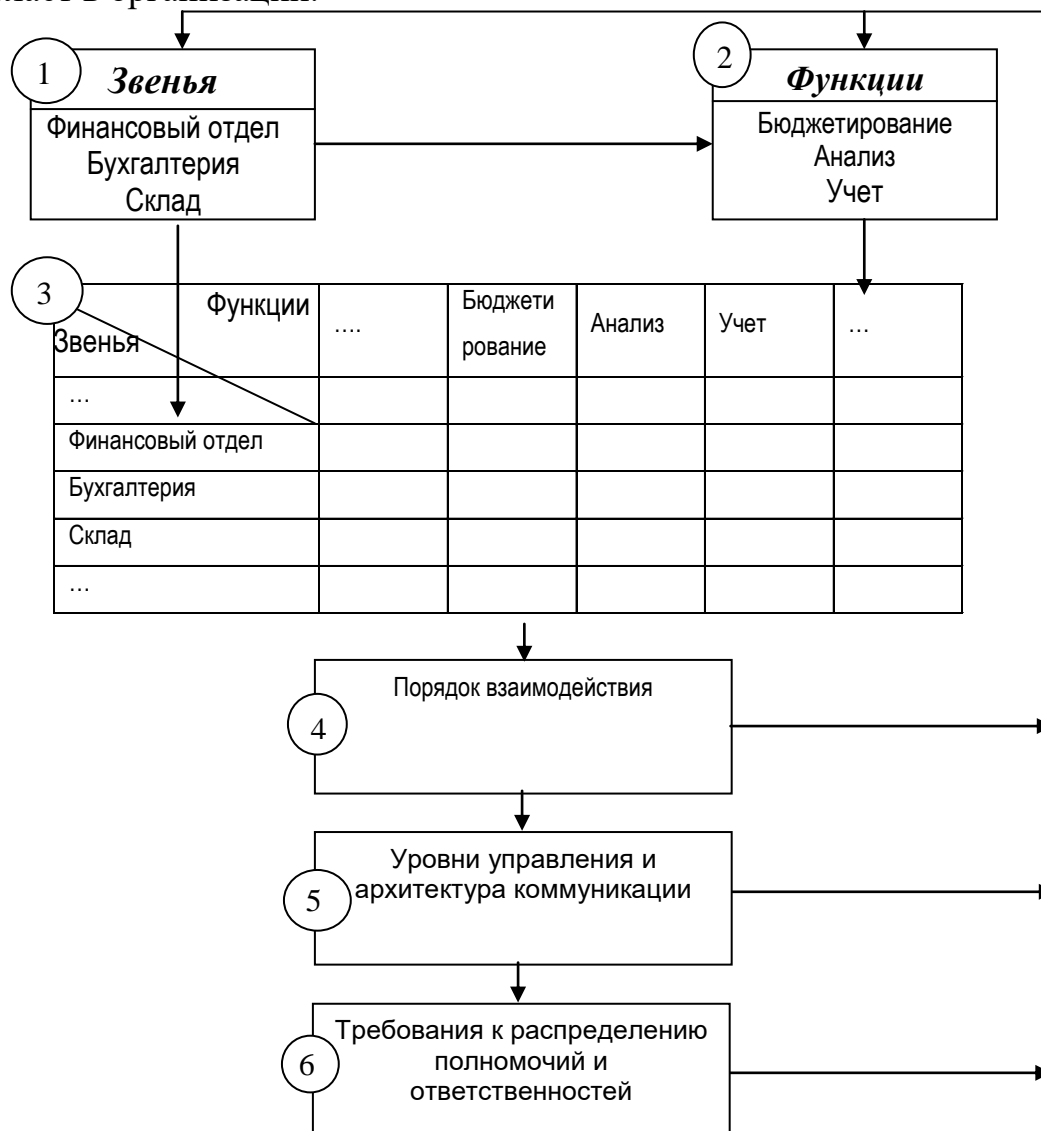 в организации.
1
Звенья
2
Функции
Финансовый отдел
Бухгалтерия
Склад
Бюджетирование
Анализ
Учет
3
Функции
Звенья
....
Бюджети
рование
Анализ
Учет
...
...
Финансовый отдел
Бухгалтерия
Склад
...
Порядок взаимодействия
4
Уровни управления и
архитектура коммуникации
5
Требования к распределению
полномочий и
ответственностей
6